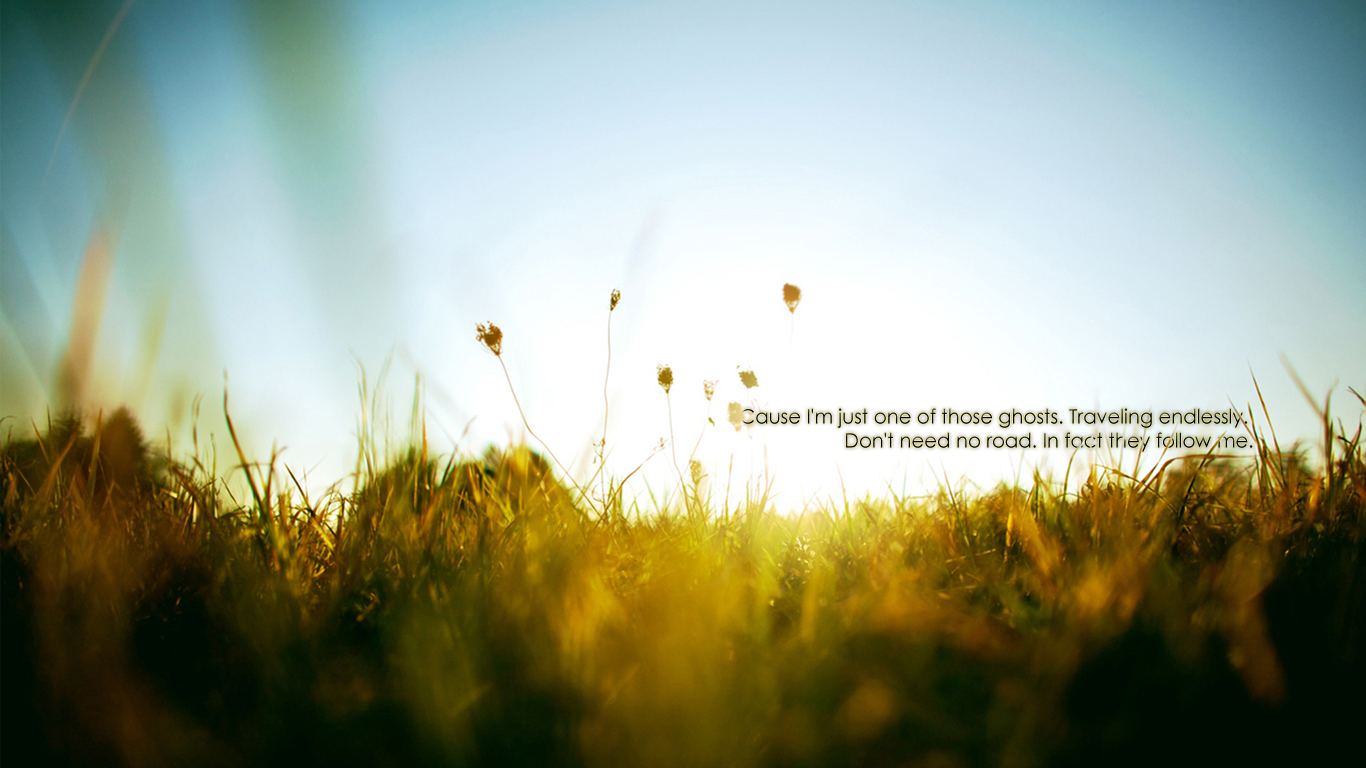 Cause I'm just one of those ghosts. Traveling endlessly.
Don't need no road. In fact they follow me.